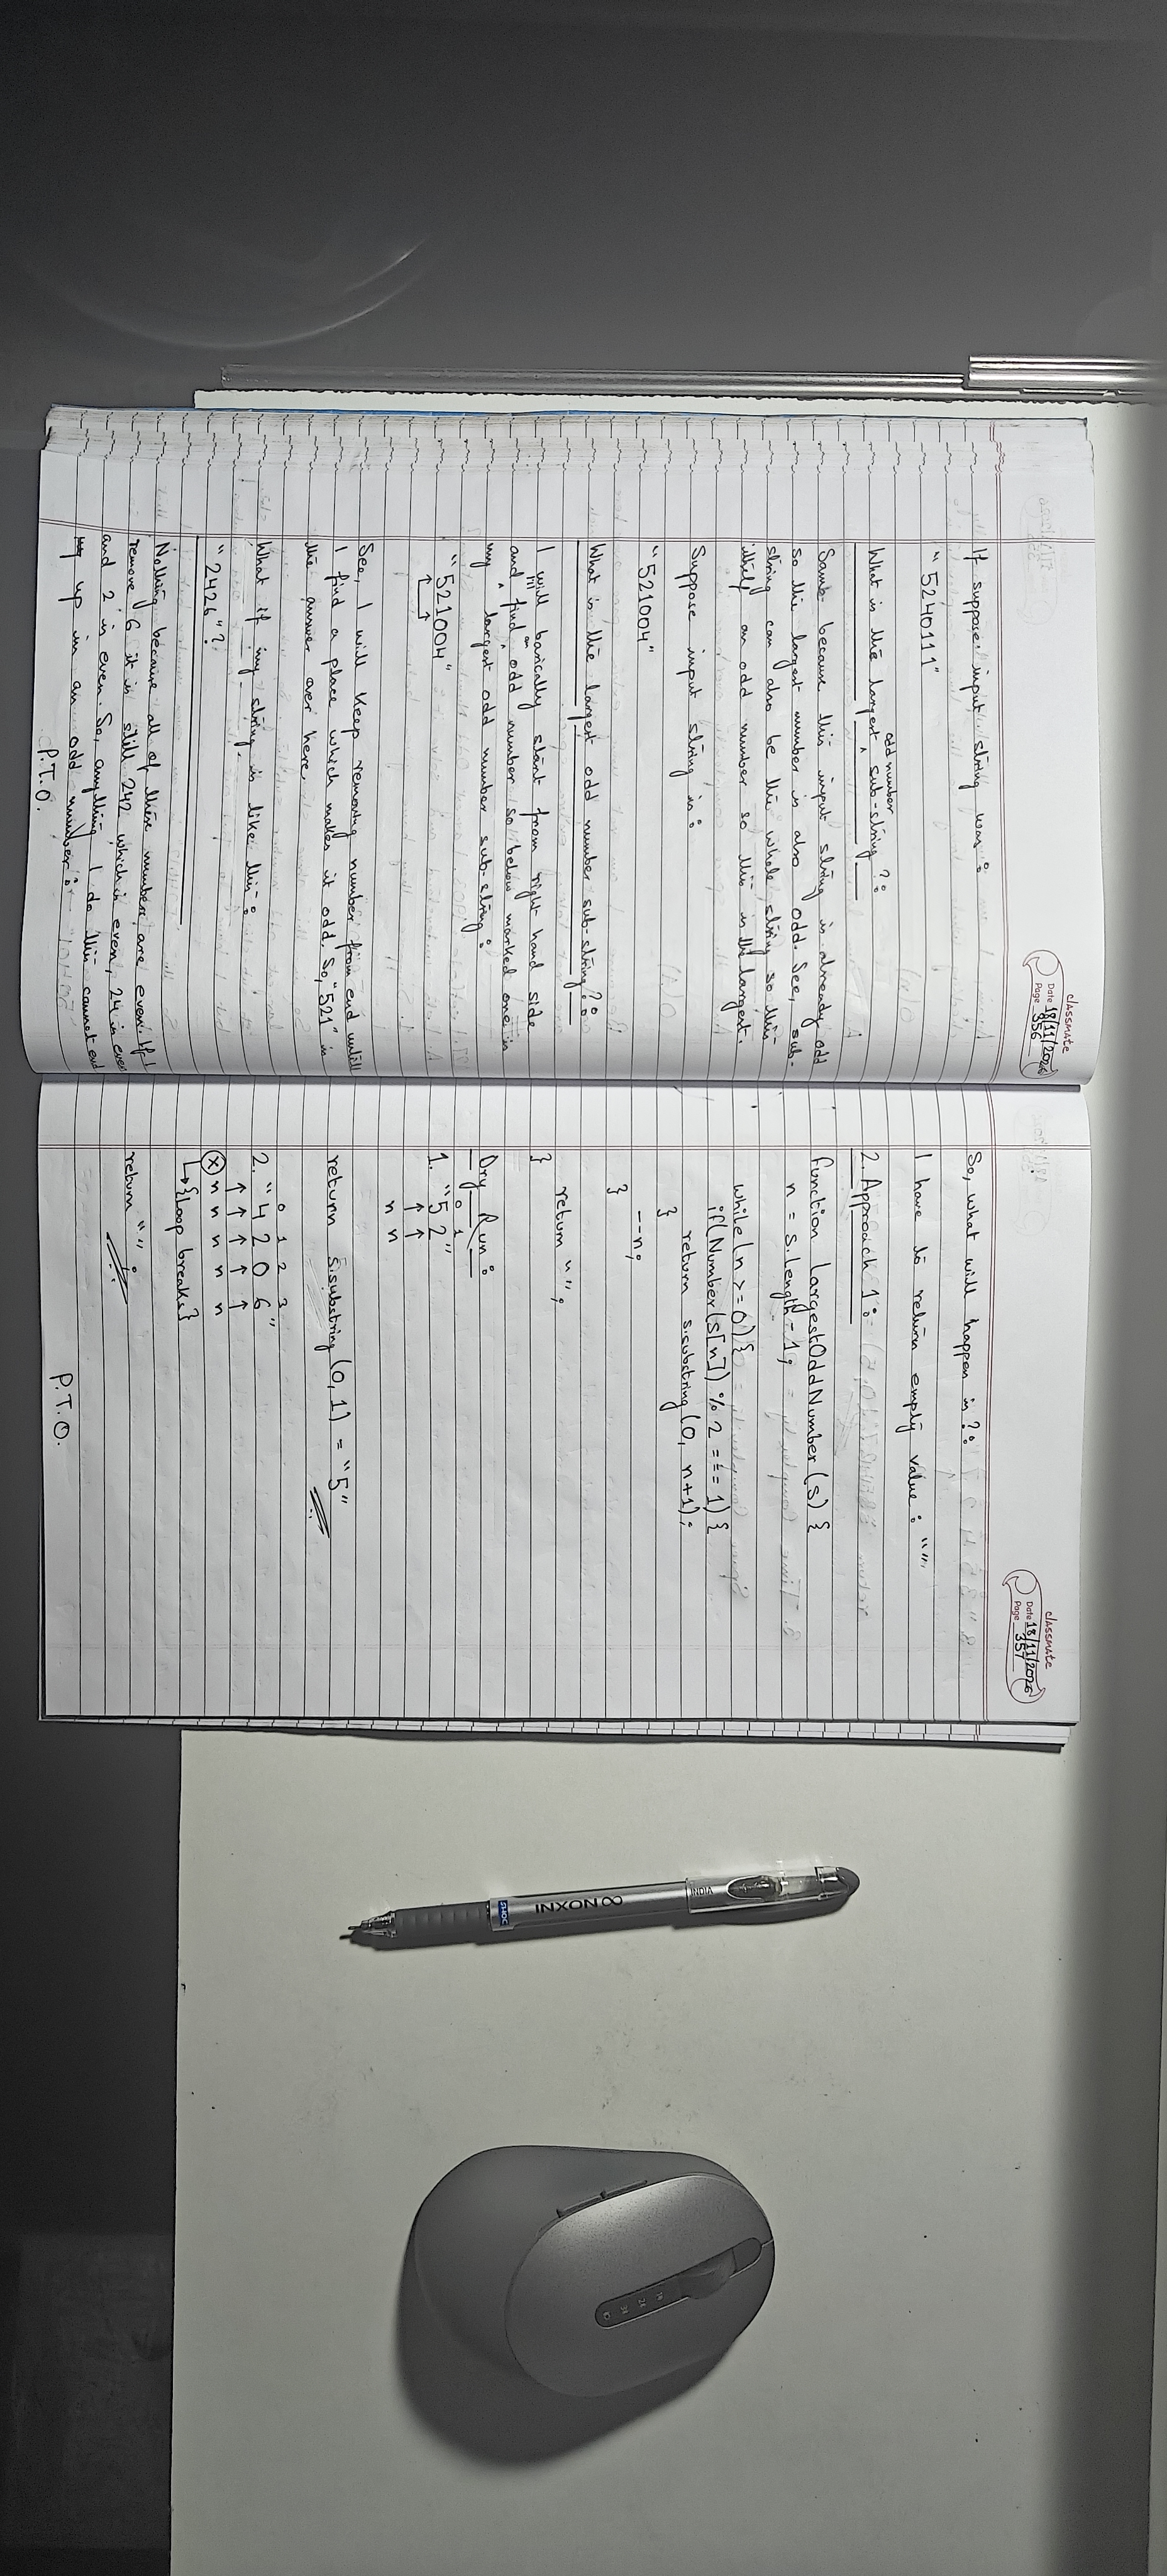 classmate
Date 18/11/2026
Page 356
If suppose input string was :
"5240111"
odd number
What is the largest ^ sub-string ? :
Same because this input string is already odd
so the largest number is also odd. See, sub-
string can also be the whole string so this
itself an odd number so this is the largest.
Suppose input string is :
"521004"
What is the largest odd number sub-string? :
I will basically start from right hand side
and find an odd number so below marked one is
my largest odd number sub-string :
"521004"
See, I will keep removing number from end until
I find a place which makes it odd. So, "521" is
the answer over here.
What if my string is like this :
"2426"?
Nothing because all of these numbers are even. If I
remove 6 it is still 242 which is even, 24 is even
and 2 is even. So, anything I do this cannot end
up in an odd number :
P.T.O.
classmate
Date 18/11/2026
Page 357
So, what will happen is ? :
I have to return empty value : ""
2. Approach 1 :
function largestOddNumber (s) {
n = s.length - 1;
while (n >= 0) {
if(Number(s[n]) % 2 === 1) {
return s.substring (0, n+1);
}
--n;
}
return "";
}
Dry Run :
0 1
1. "5 2"
↑ ↑
n n
return s.substring (0, 1) = "5"
0 1 2 3
2. "4 2 0 6"
↑ ↑ ↑ ↑ ↑
x n n n n n
↳ {Loop breaks}
return "" ;
P.T.O.
OCTANE
UNIXONO
SHOC